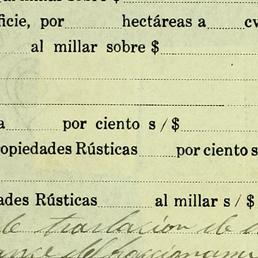 ficie, por hectáreas a cv
al millar sobre $
a por ciento s/$
opiedades Rústicas por ciento s
ades Rústicas al millar s/$
de traslacion de